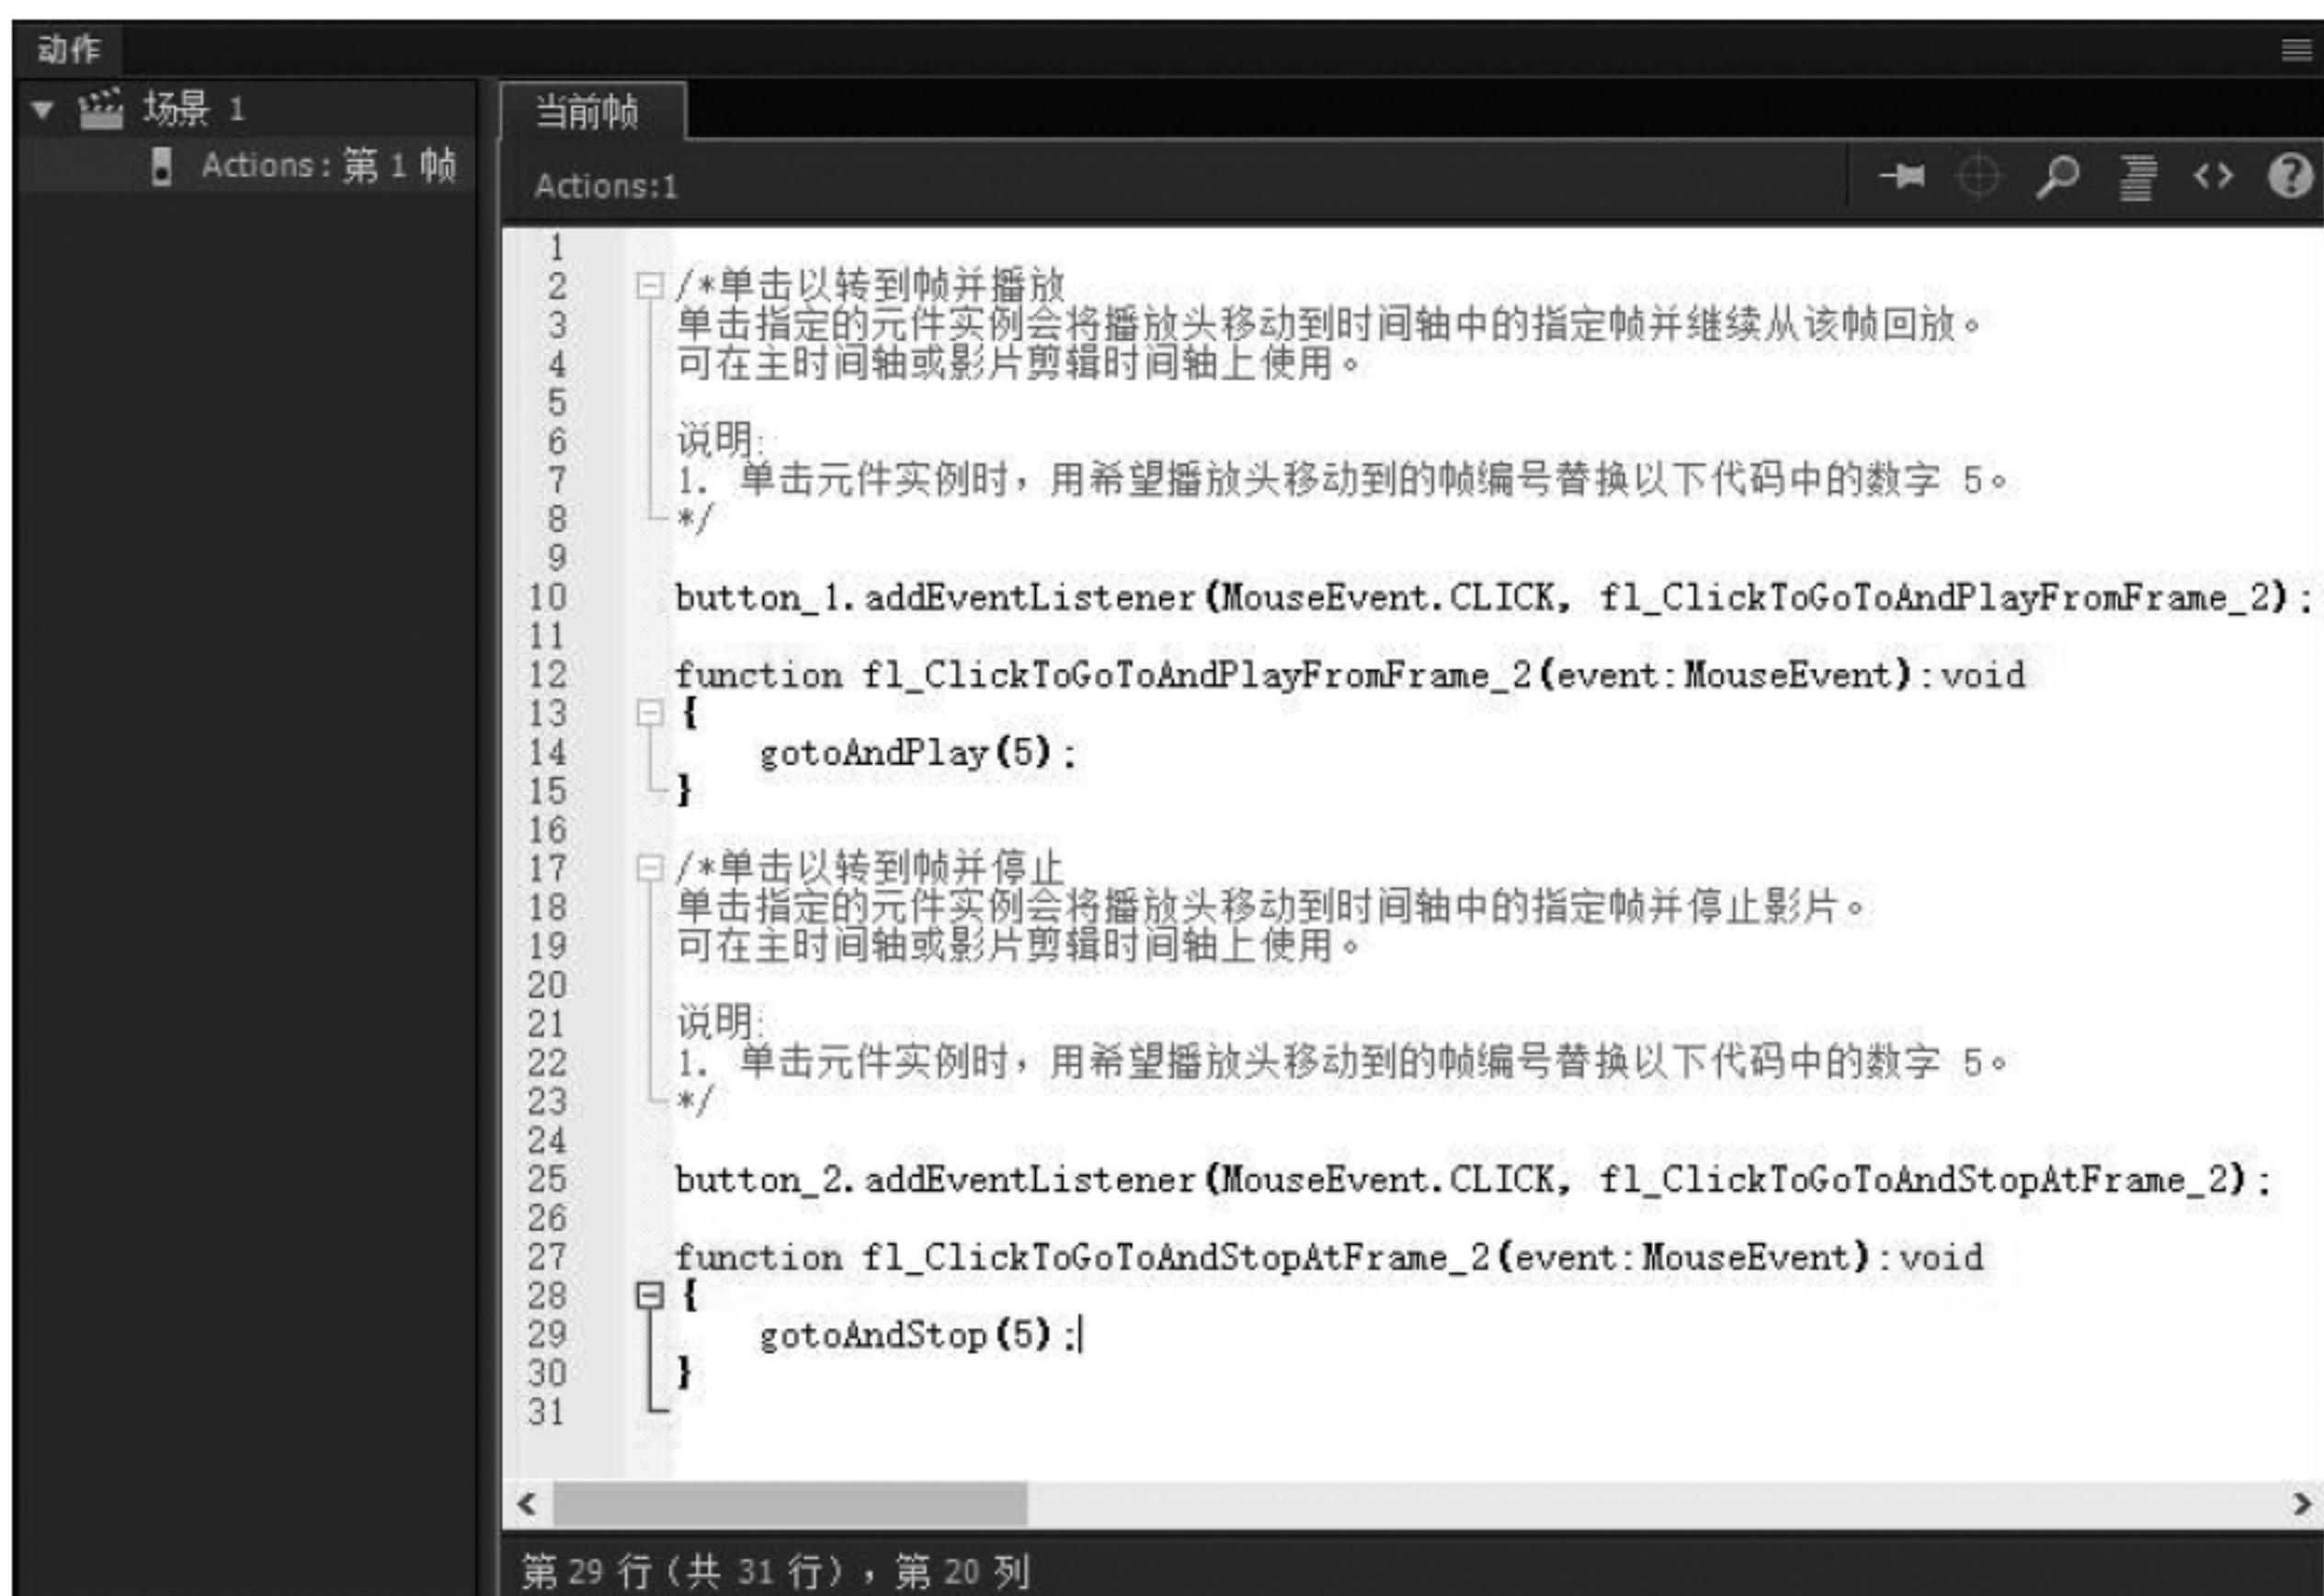 动作
场景 1
Actions:第 1 帧
当前帧
Actions:1
1
2 /*单击以转到帧并播放
3 单击指定的元件实例会将播放头移动到时间轴中的指定帧并继续从该帧回放。
4 可在主时间轴或影片剪辑时间轴上使用。
5
6 说明:
7 1. 单击元件实例时，用希望播放头移动到的帧编号替换以下代码中的数字 5。
8 */
9
10 button_1.addEventListener(MouseEvent.CLICK, fl_ClickToGoToAndPlayFromFrame_2);
11
12 function fl_ClickToGoToAndPlayFromFrame_2(event:MouseEvent):void
13 {
14 gotoAndPlay(5);
15 }
16
17 /*单击以转到帧并停止
18 单击指定的元件实例会将播放头移动到时间轴中的指定帧并停止影片。
19 可在主时间轴或影片剪辑时间轴上使用。
20
21 说明:
22 1. 单击元件实例时，用希望播放头移动到的帧编号替换以下代码中的数字 5。
23 */
24
25 button_2.addEventListener(MouseEvent.CLICK, fl_ClickToGoToAndStopAtFrame_2);
26
27 function fl_ClickToGoToAndStopAtFrame_2(event:MouseEvent):void
28 {
29 gotoAndStop(5);
30 }
31
第 29 行（共 31 行），第 20 列